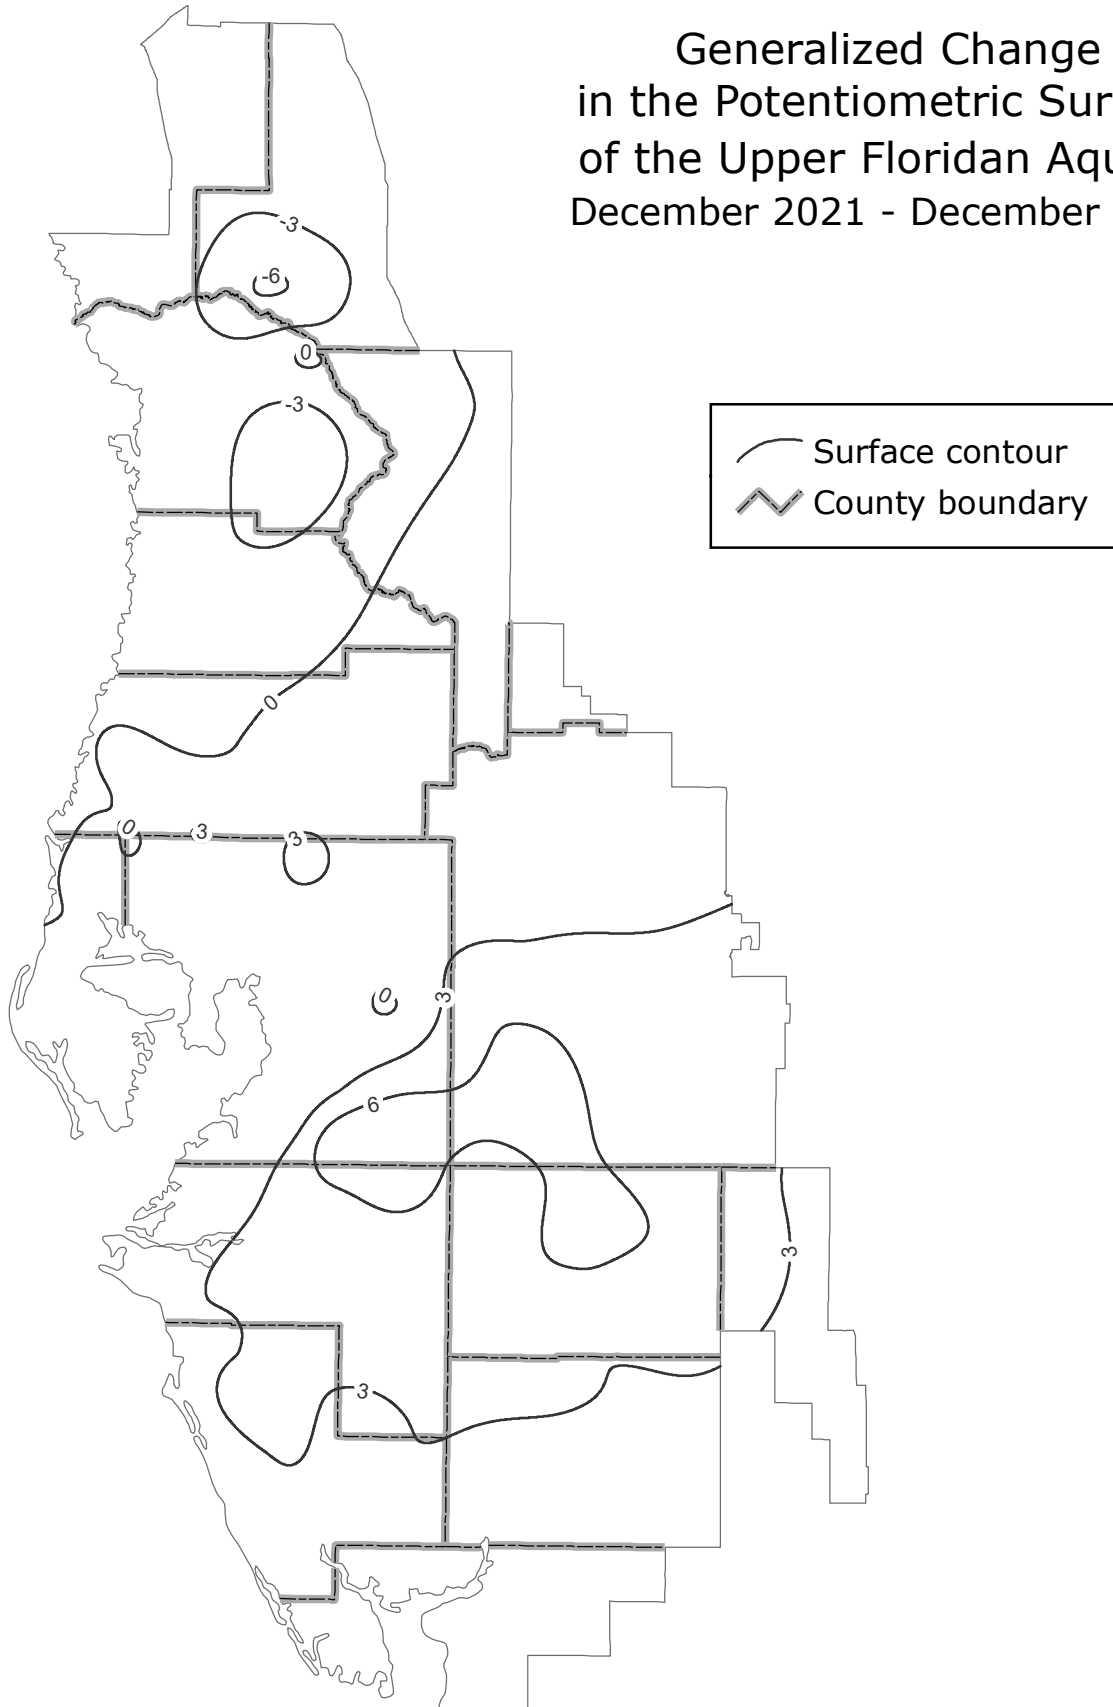 Generalized Change
in the Potentiometric Sur
of the Upper Floridan Aqu
December 2021 - December
-3
-6
0
-3
Surface contour
County boundary
0
0
3
3
0
3
6
3
3